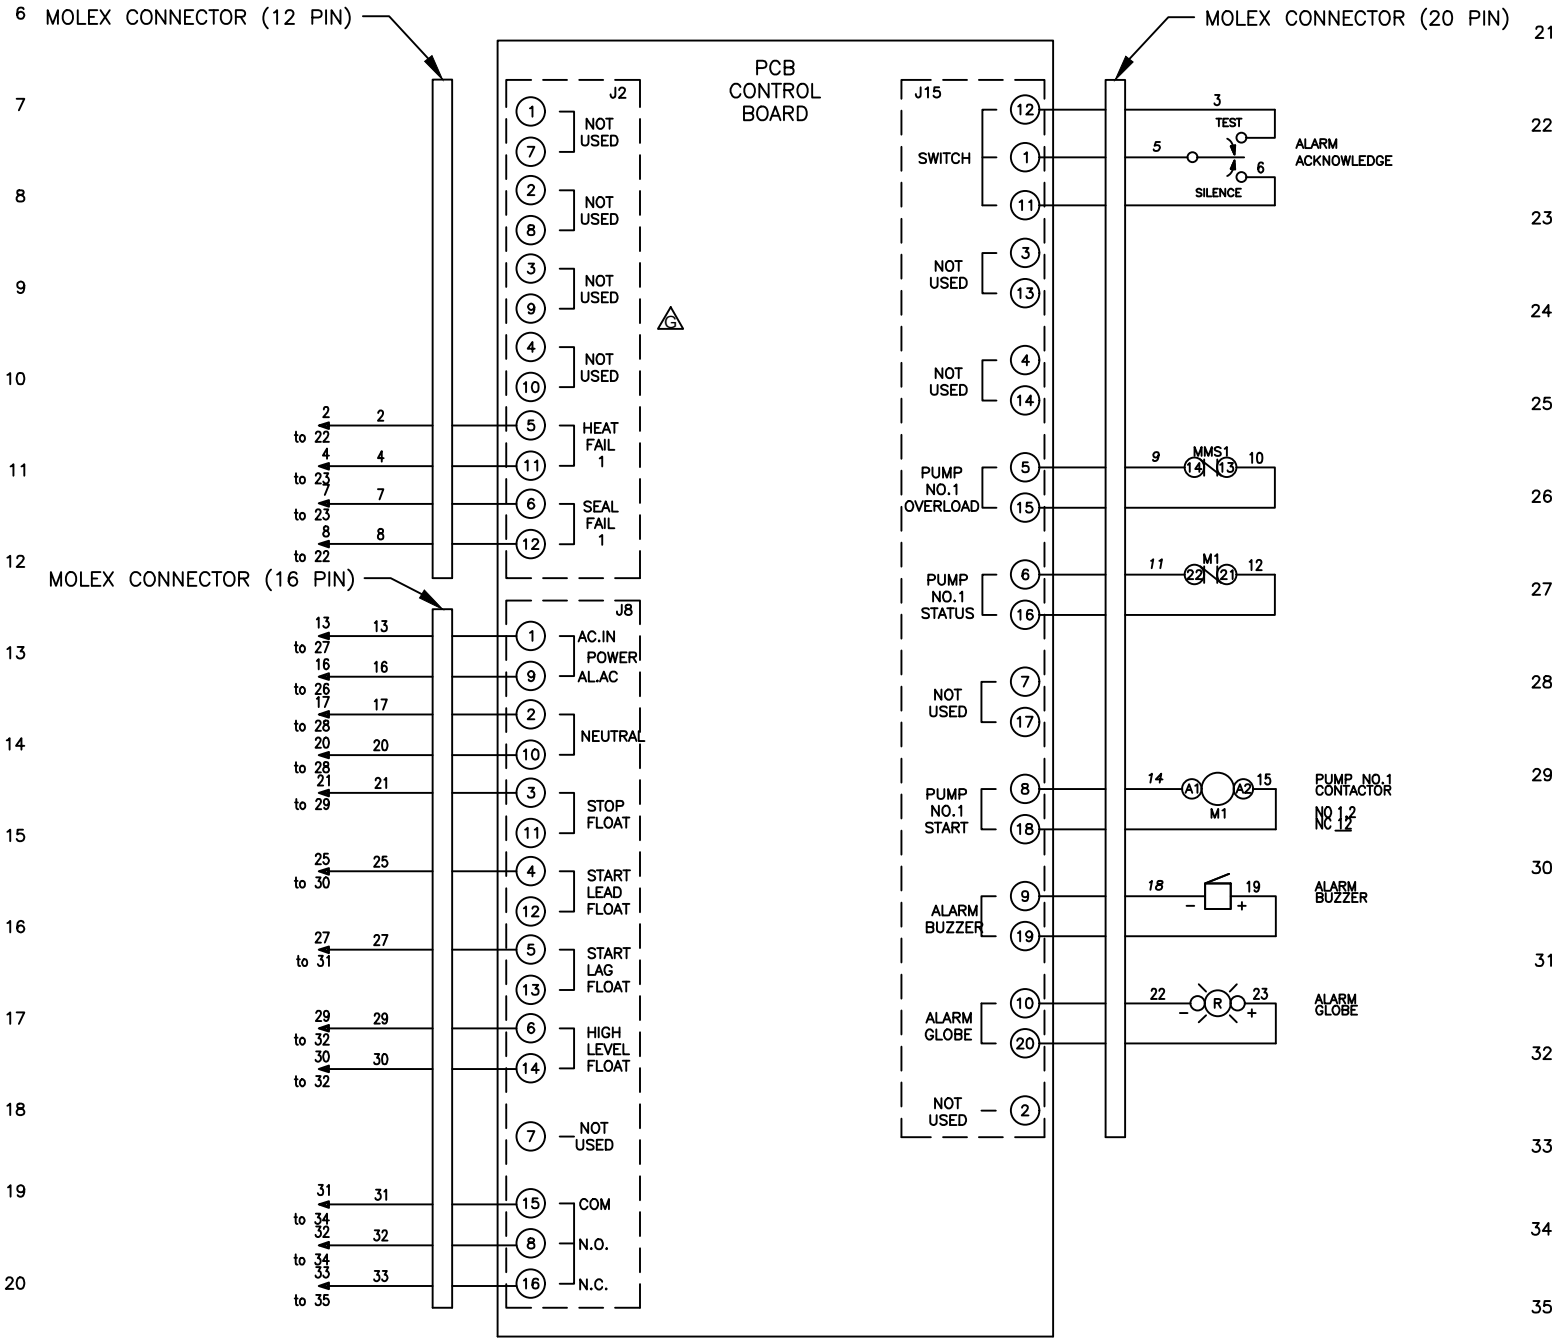 6
MOLEX CONNECTOR (12 PIN)
7
8
9
10
11
12
MOLEX CONNECTOR (16 PIN)
13
14
15
16
17
18
19
20
2
to 22
2
4
to 23
4
7
to 23
7
8
to 22
8
13
to 27
13
16
to 26
16
17
to 28
17
20
to 28
20
21
to 29
21
25
to 30
25
27
to 31
27
29
to 32
29
30
to 32
30
31
to 34
31
32
to 34
32
33
to 35
33
PCB
CONTROL
BOARD
J2
1
7
NOT
USED
2
8
NOT
USED
3
9
NOT
USED
4
10
NOT
USED
5
11
HEAT
FAIL
1
6
12
SEAL
FAIL
1
G
J8
1
AC.IN
POWER
9
AL.AC
2
10
NEUTRAL
3
11
STOP
FLOAT
4
12
START
LEAD
FLOAT
5
13
START
LAG
FLOAT
6
14
HIGH
LEVEL
FLOAT
7
NOT
USED
15
COM
8
N.O.
16
N.C.
J15
SWITCH
12
1
11
NOT
USED
3
13
NOT
USED
4
14
PUMP
NO.1
OVERLOAD
5
15
PUMP
NO.1
STATUS
6
16
NOT
USED
7
17
PUMP
NO.1
START
8
18
ALARM
BUZZER
9
19
ALARM
GLOBE
10
20
NOT
USED
2
MOLEX CONNECTOR (20 PIN)
3
TEST
5
6
SILENCE
ALARM
ACKNOWLEDGE
9
MMS1
14
13
10
11
M1
22
21
12
14
A1
A2
15
M1
PUMP NO.1
CONTACTOR
NO 1,2
NC 12
18
-
+
19
ALARM
BUZZER
22
-
R
+
23
ALARM
GLOBE
21
22
23
24
25
26
27
28
29
30
31
32
33
34
35